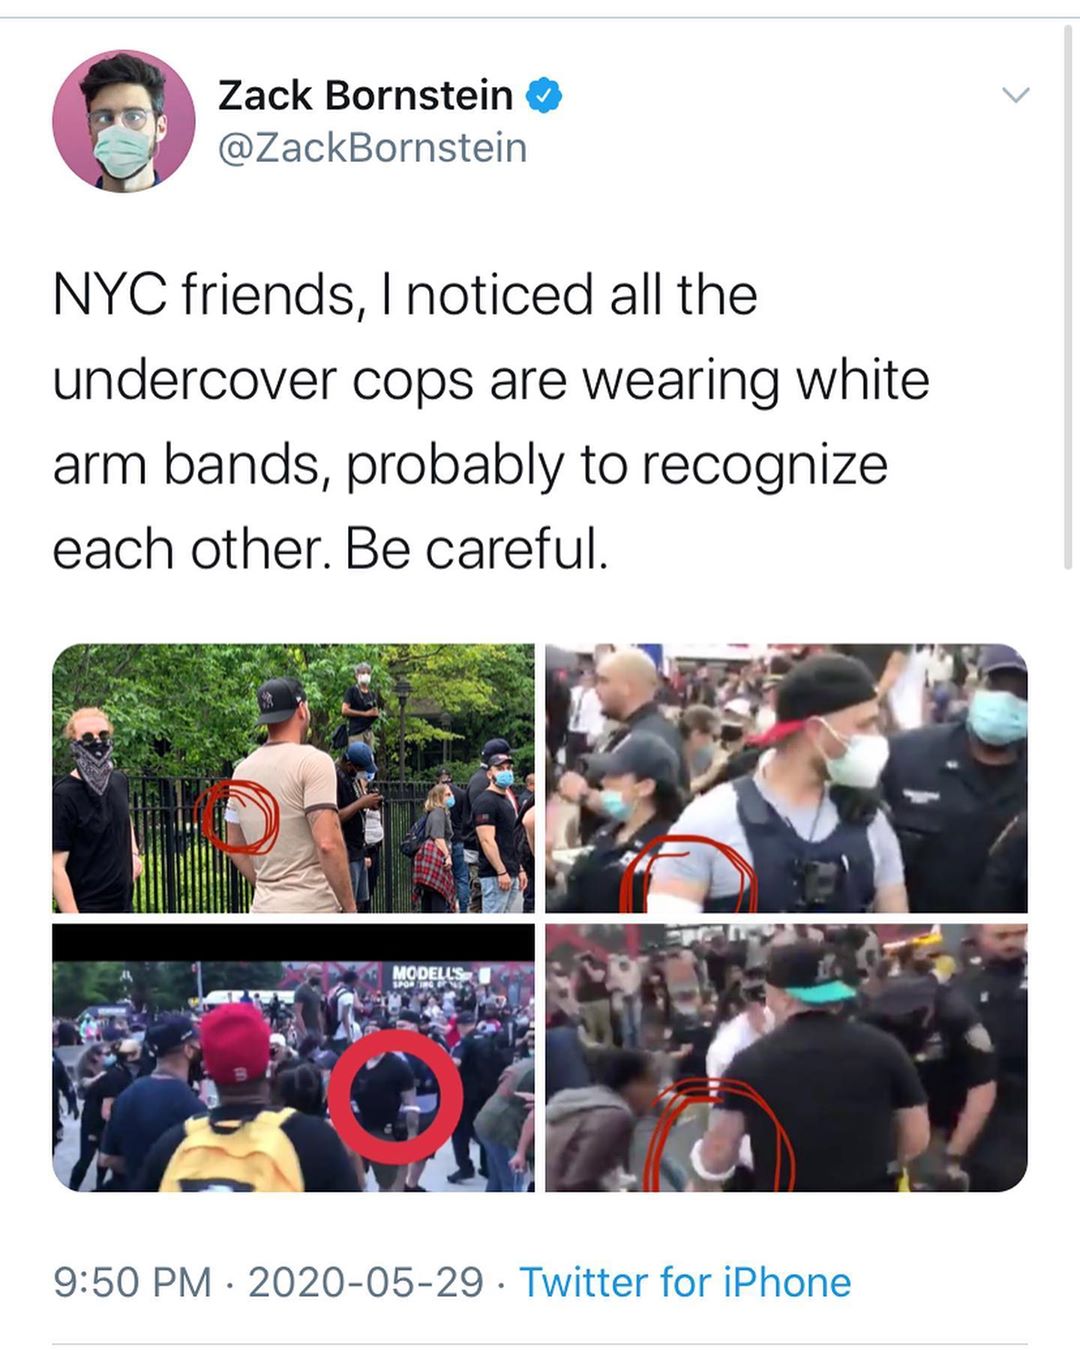 Zack Bornstein
@ZackBornstein
NYC friends, I noticed all the
undercover cops are wearing white
arm bands, probably to recognize
each other. Be careful.
MODELL'S
9:50 PM · 2020-05-29 · Twitter for iPhone